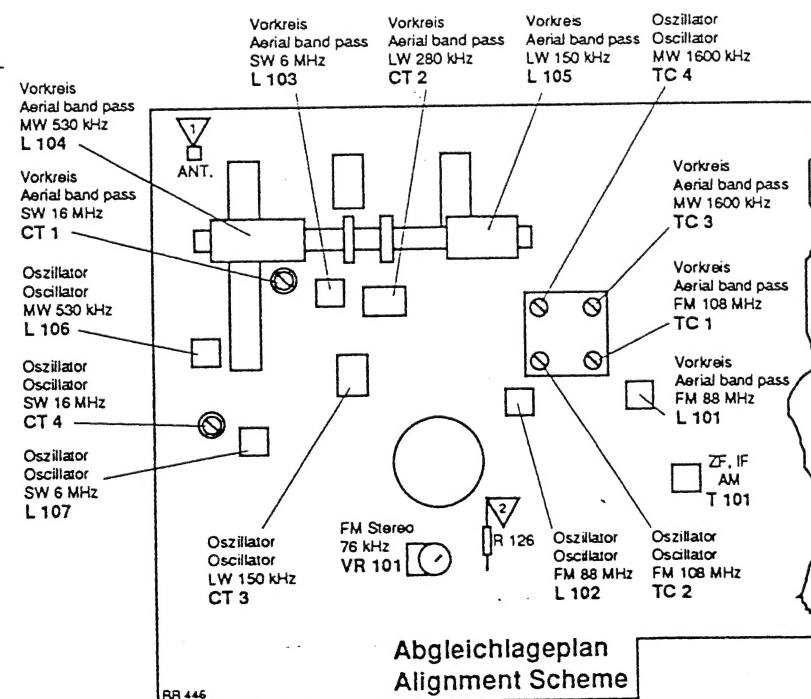 Vorkreis
Aerial band pass
SW 6 MHz
L 103
Vorkreis
Aerial band pass
LW 280 kHz
CT 2
Vorkreis
Aerial band pass
LW 150 kHz
L 105
Oszillator
Oscillator
MW 1600 kHz
TC 4
Vorkreis
Aerial band pass
MW 530 kHz
L 104
1
ANT.
Vorkreis
Aerial band pass
SW 16 MHz
CT 1
Oszillator
Oscillator
MW 530 kHz
L 106
Oszillator
Oscillator
SW 16 MHz
CT 4
Oszillator
Oscillator
SW 6 MHz
L 107
Vorkreis
Aerial band pass
MW 1600 kHz
TC 3
Vorkreis
Aerial band pass
FM 108 MHz
TC 1
Vorkreis
Aerial band pass
FM 88 MHz
L 101
ZF, IF
AM
T 101
Oszillator
Oscillator
LW 150 kHz
CT 3
FM Stereo
76 kHz
VR 101
2
R 126
Oszillator
Oscillator
FM 88 MHz
L 102
Oszillator
Oscillator
FM 108 MHz
TC 2
Abgleichlageplan
Alignment Scheme
RR 446